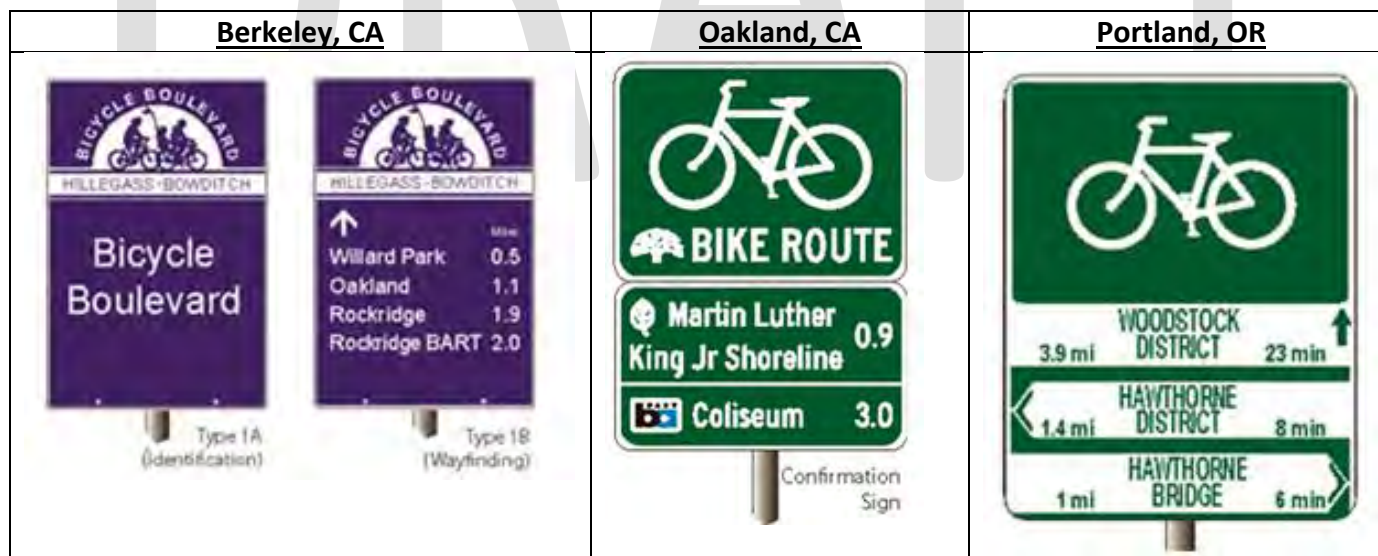 Berkeley, CA
Oakland, CA
Portland, OR
BICYCLE BOULEVARD
HILLEGASS-BOWDITCH
Bicycle
Boulevard
Type 1A
(Identification)
BICYCLE BOULEVARD
HILLEGASS-BOWDITCH
Miles
Willard Park 0.5
Oakland 1.1
Rockridge 1.9
Rockridge BART 2.0
Type 1B
(Wayfinding)
BIKE ROUTE
Martin Luther
King Jr Shoreline 0.9
ba Coliseum 3.0
Confirmation
Sign
WOODSTOCK
DISTRICT
3.9 mi 23 min
HAWTHORNE
DISTRICT
1.4 mi 8 min
HAWTHORNE
BRIDGE
1 mi 6 min